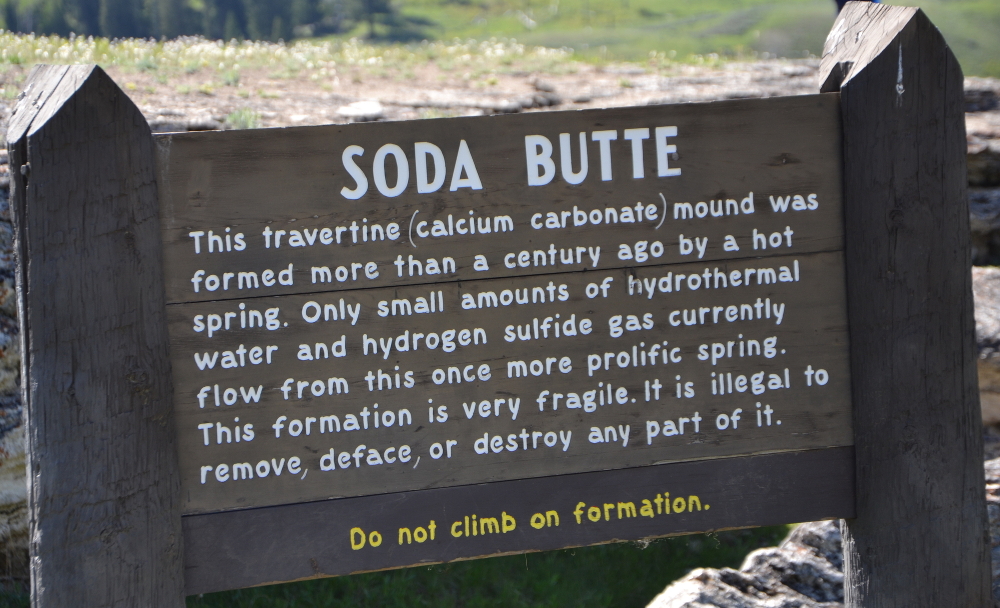 SODA BUTTE
This travertine (calcium carbonate) mound was
formed more than a century ago by a hot
spring. Only small amounts of hydrothermal
water and hydrogen sulfide gas currently
flow from this once more prolific spring.
This formation is very fragile. It is illegal to
remove, deface, or destroy any part of it.
Do not climb on formation.